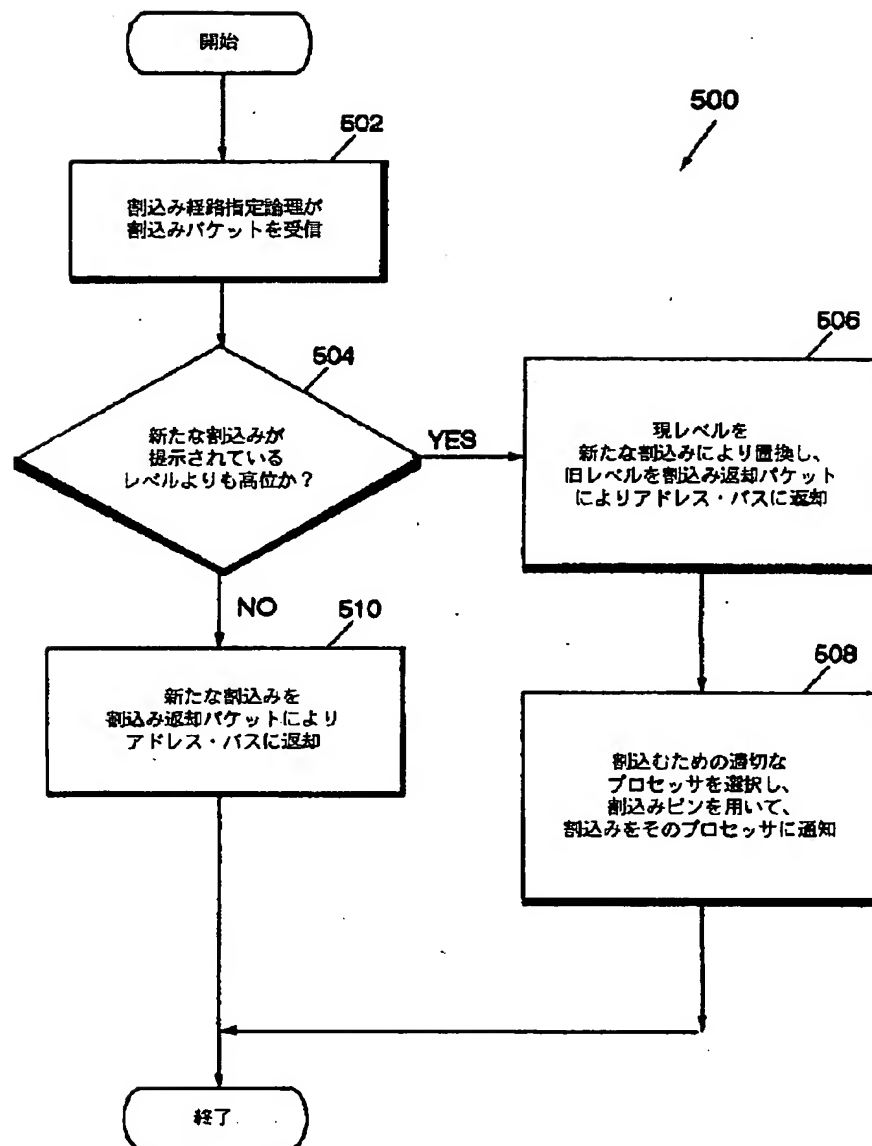 開始
500
502
割込み経路指定論理が
割込みパケットを受信
504
新たな割込みが
提示されている
レベルよりも高位か？
YES
NO
506
現レベルを
新たな割込みにより置換し、
旧レベルを割込み返却パケット
によりアドレス・バスに返却
510
新たな割込みを
割込み返却パケットにより
アドレス・バスに返却
508
割込むための適切な
プロセッサを選択し、
割込みピンを用いて、
割込みをそのプロセッサに通知
終了